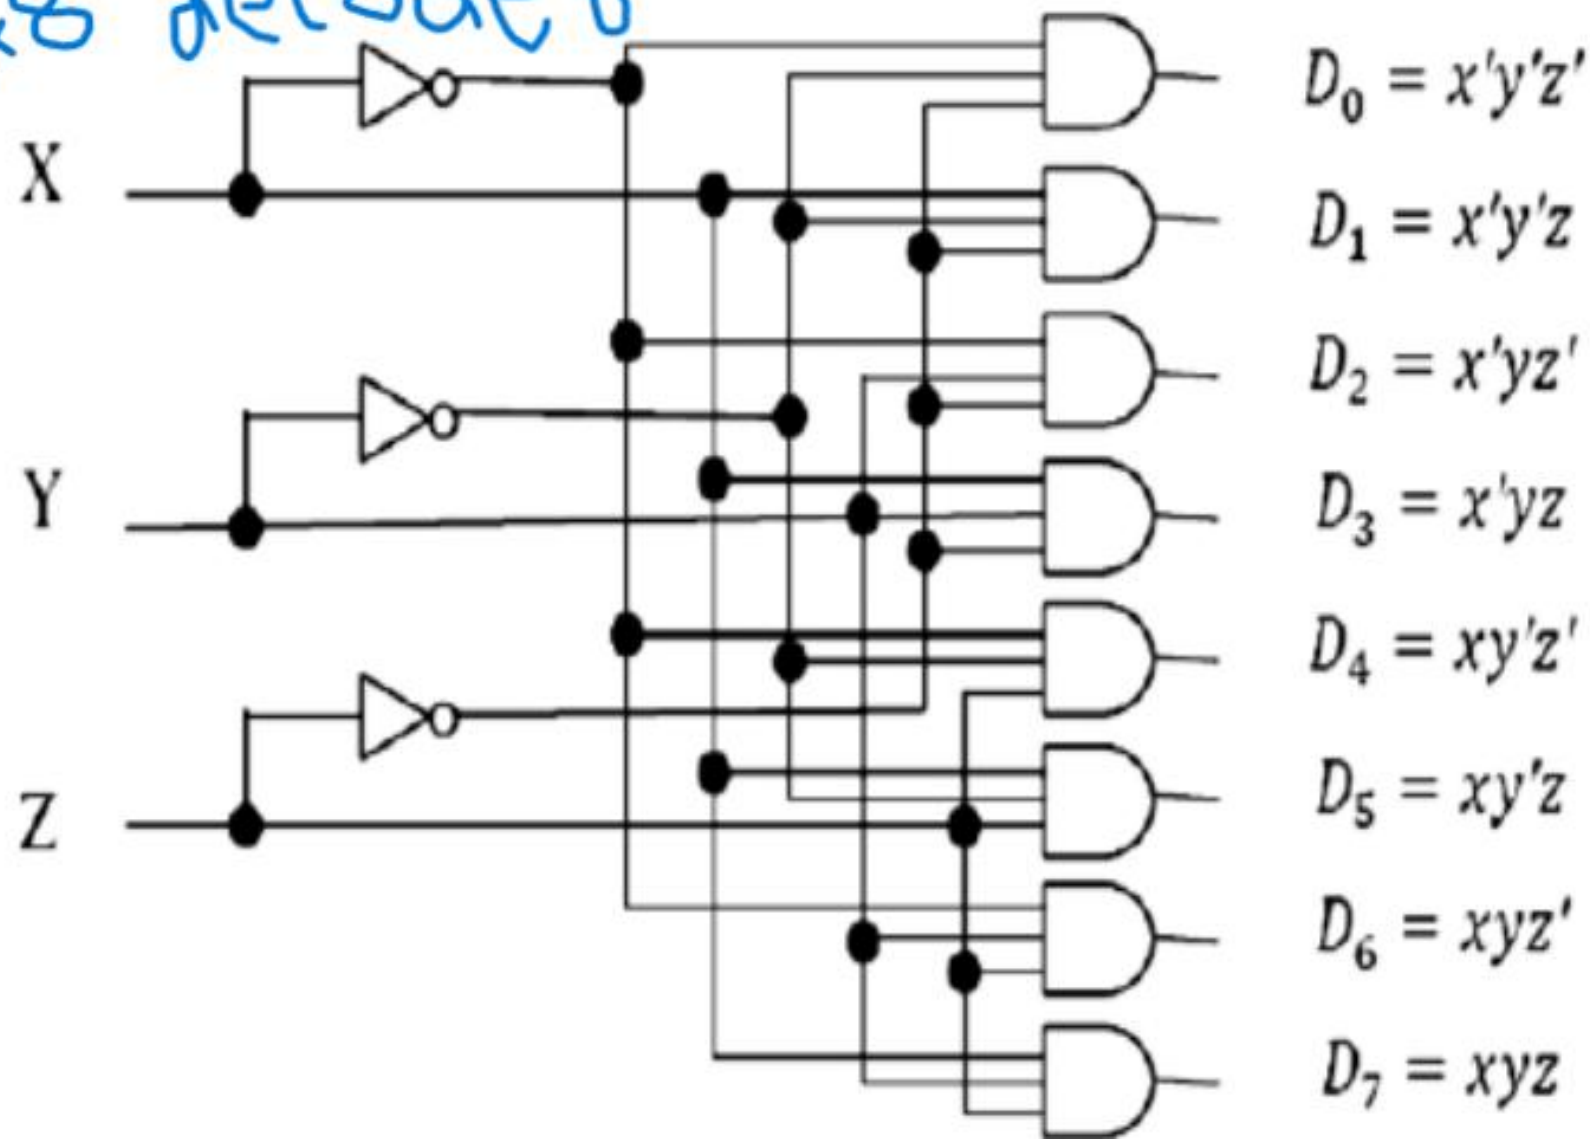 X
Y
Z
D₀ = x'y'z'
D₁ = x'y'z
D₂ = x'yz'
D₃ = x'yz
D₄ = xy'z'
D₅ = xy'z
D₆ = xyz'
D₇ = xyz